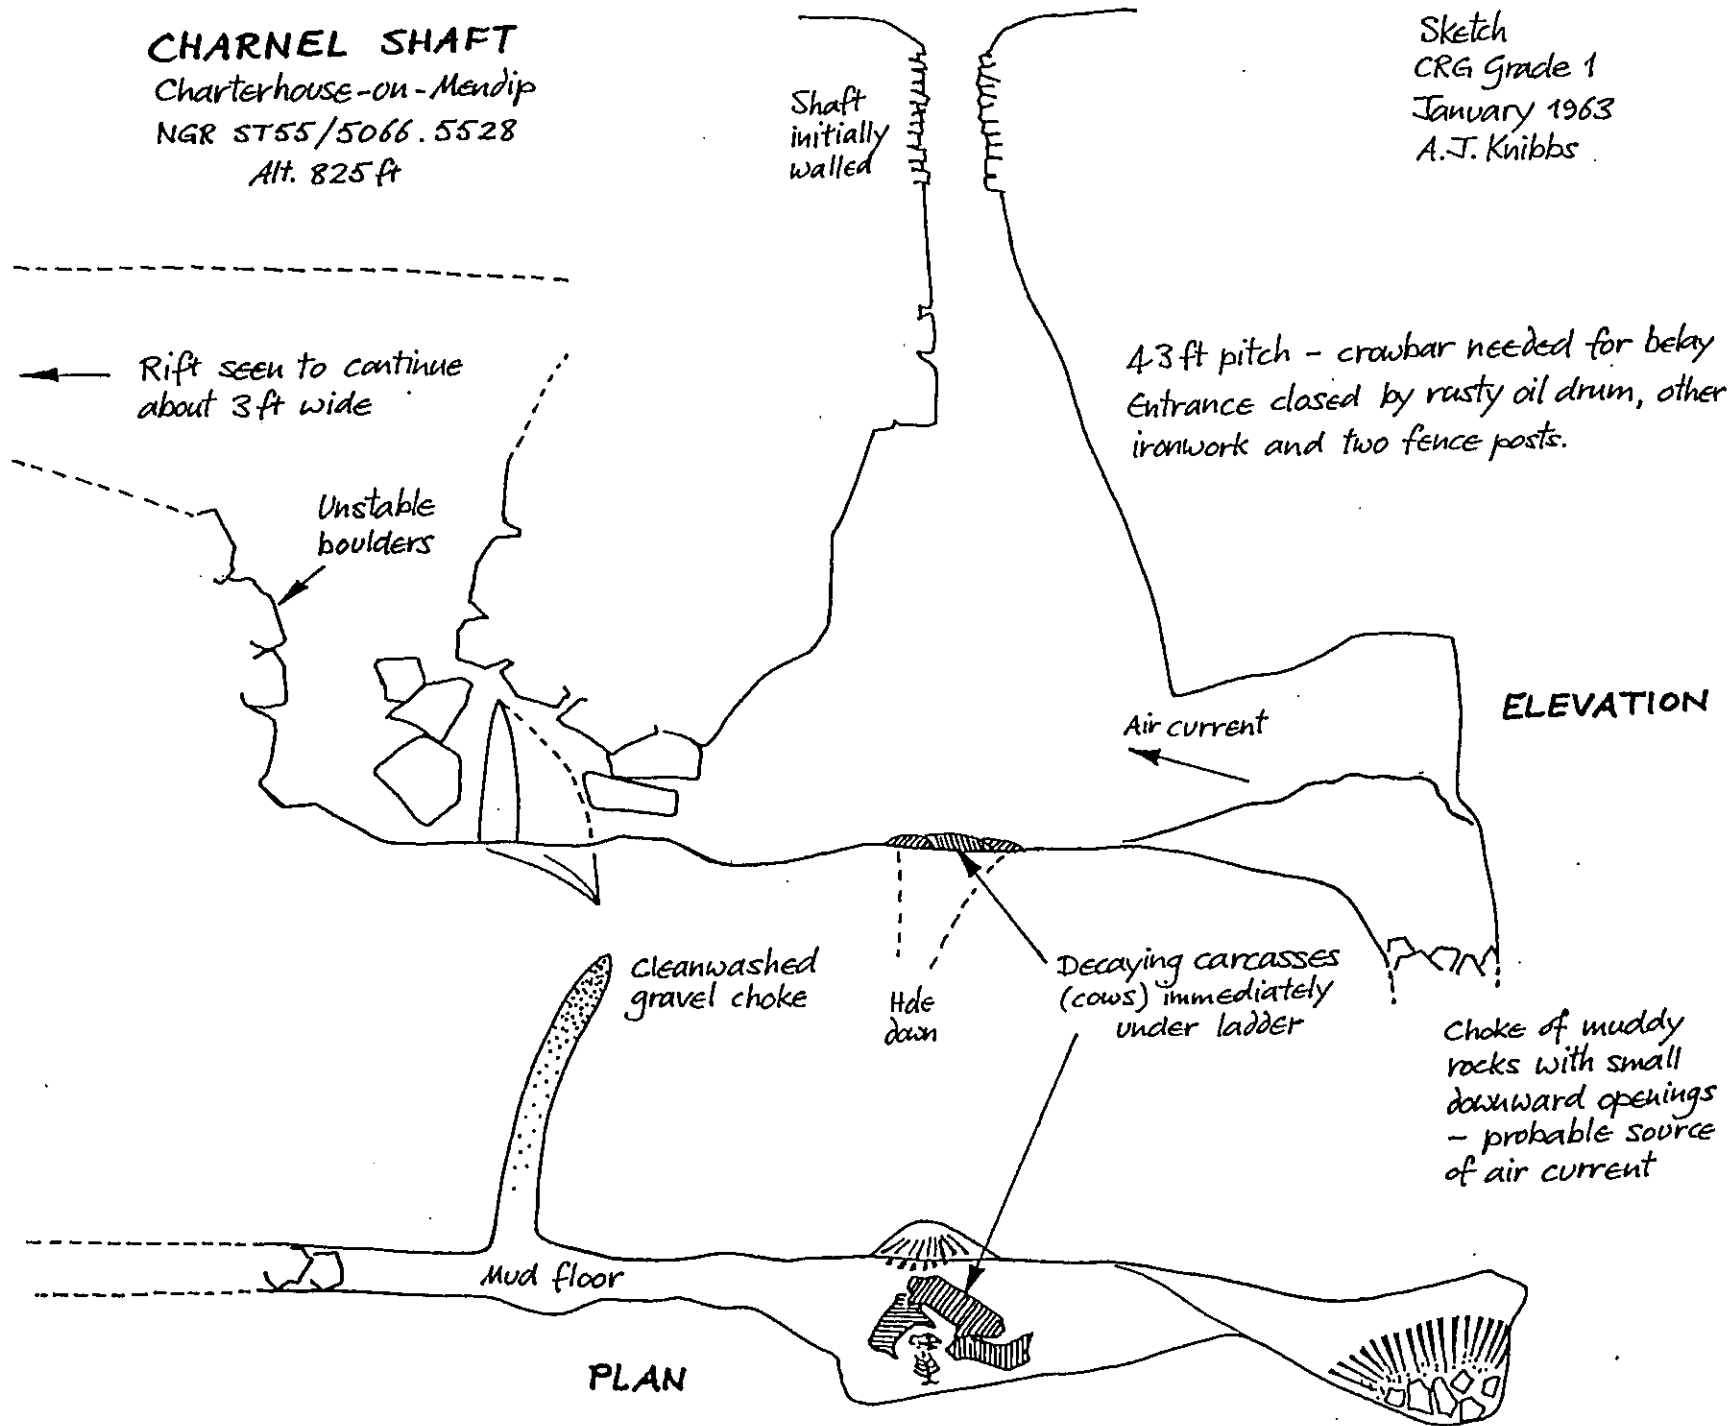 CHARNEL SHAFT
Charterhouse-on-Mendip
NGR ST55/5066.5528
Alt. 825 ft
Sketch
CRG Grade 1
January 1963
A.J. Knibbs
Shaft
initially
walled
Rift seen to continue
about 3 ft wide
43 ft pitch - crowbar needed for belay
Entrance closed by rusty oil drum, other
ironwork and two fence posts.
Unstable
boulders
ELEVATION
Air current
Cleanwashed
gravel choke
Hole
down
Decaying carcasses
(cows) immediately
under ladder
Choke of muddy
rocks with small
downward openings
- probable source
of air current
Mud floor
PLAN